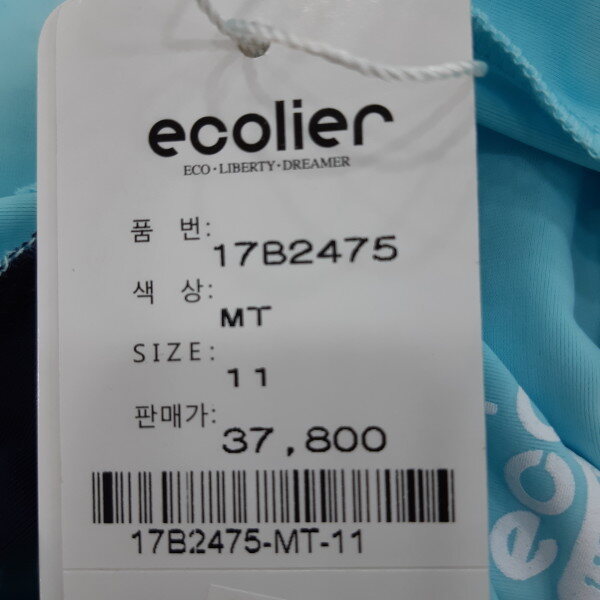 ecolier
ECO·LIBERTY·DREAMER
품 번: 17B2475
색 상: MT
SIZE: 11
판매가: 37,800
17B2475-MT-11
eco